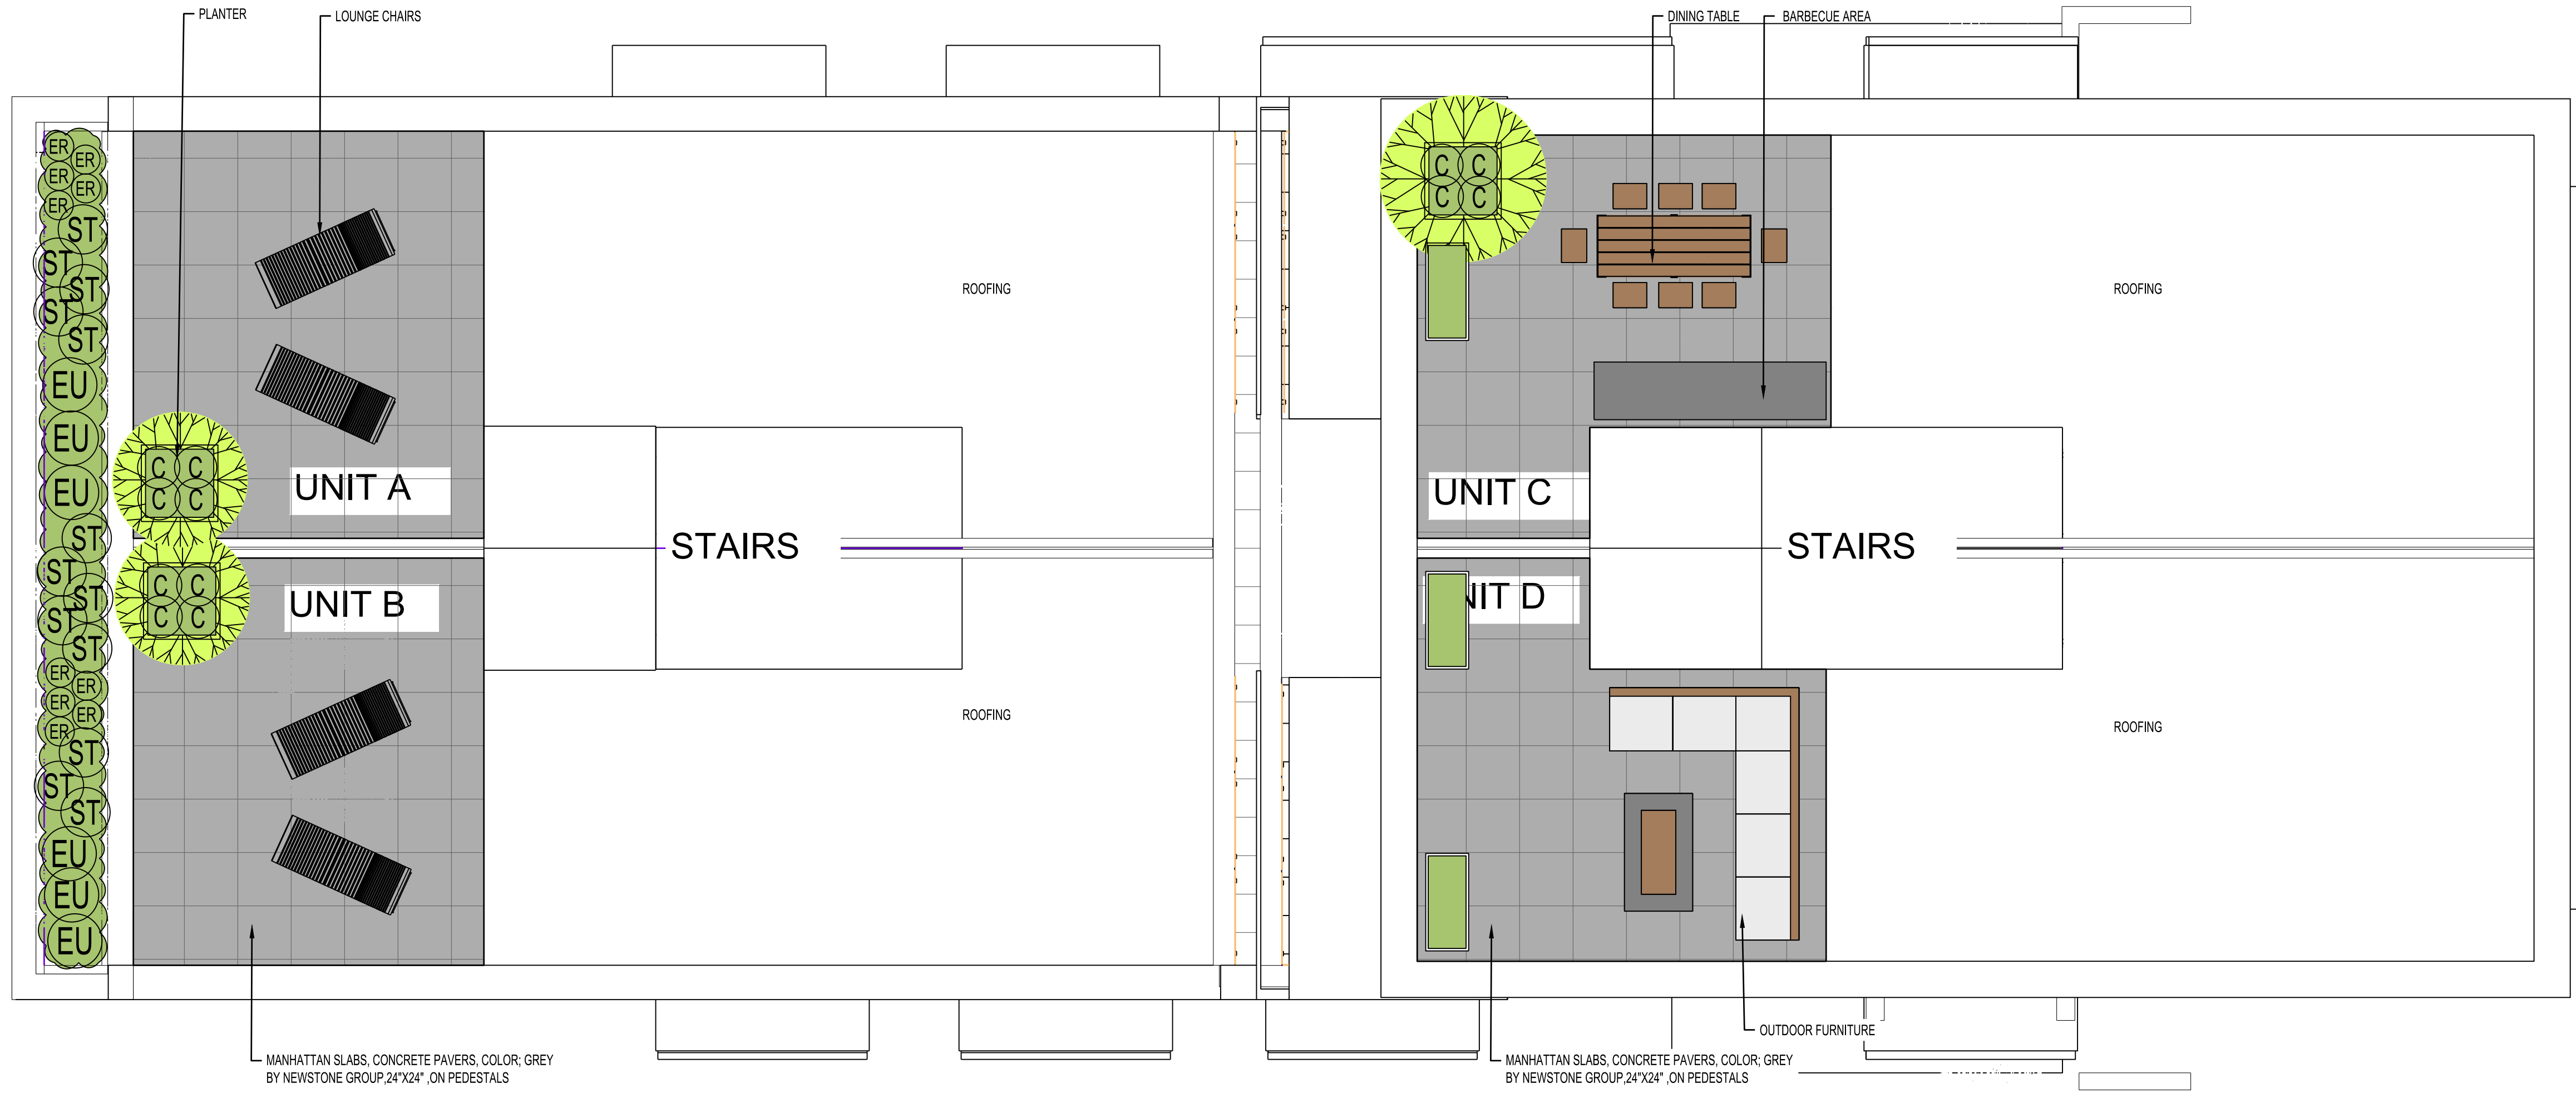 PLANTER
LOUNGE CHAIRS
DINING TABLE
BARBECUE AREA
ER
ER
ER
ER
ER
ST
ST
ST
ST
ST
EU
EU
EU
ST
ST
ST
ST
ST
ER
ER
ER
ER
ER
ST
ST
ST
EU
EU
EU
C C
C C
C C
C C
UNIT A
UNIT B
STAIRS
ROOFING
ROOFING
C C
C C
UNIT C
NIT D
STAIRS
ROOFING
ROOFING
OUTDOOR FURNITURE
MANHATTAN SLABS, CONCRETE PAVERS, COLOR; GREY
BY NEWSTONE GROUP,24"X24" ,ON PEDESTALS
MANHATTAN SLABS, CONCRETE PAVERS, COLOR; GREY
BY NEWSTONE GROUP,24"X24" ,ON PEDESTALS